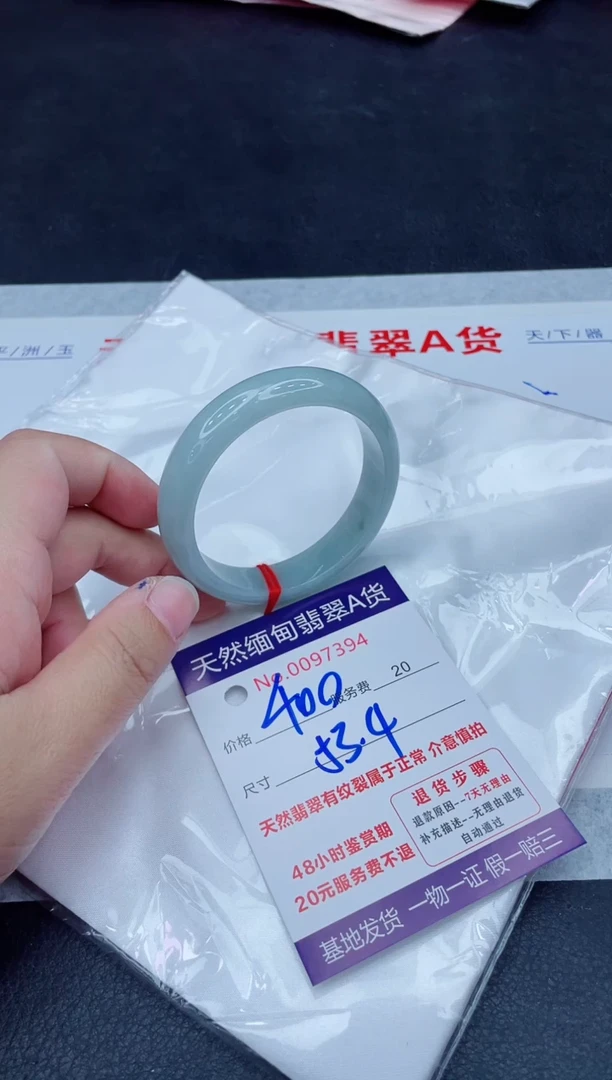 洲/玉
翡翠A货
天/下/器
天然缅甸翡翠A货
No.0097394
价格 400 服务费 20
尺寸 53.4
天然翡翠有纹裂属于正常 介意慎拍
48小时鉴赏期
20元服务费不退
退货步骤
退款原因--7天无理由
补充描述--无理由退货
自动通过
基地发货 一物一证 假一赔三